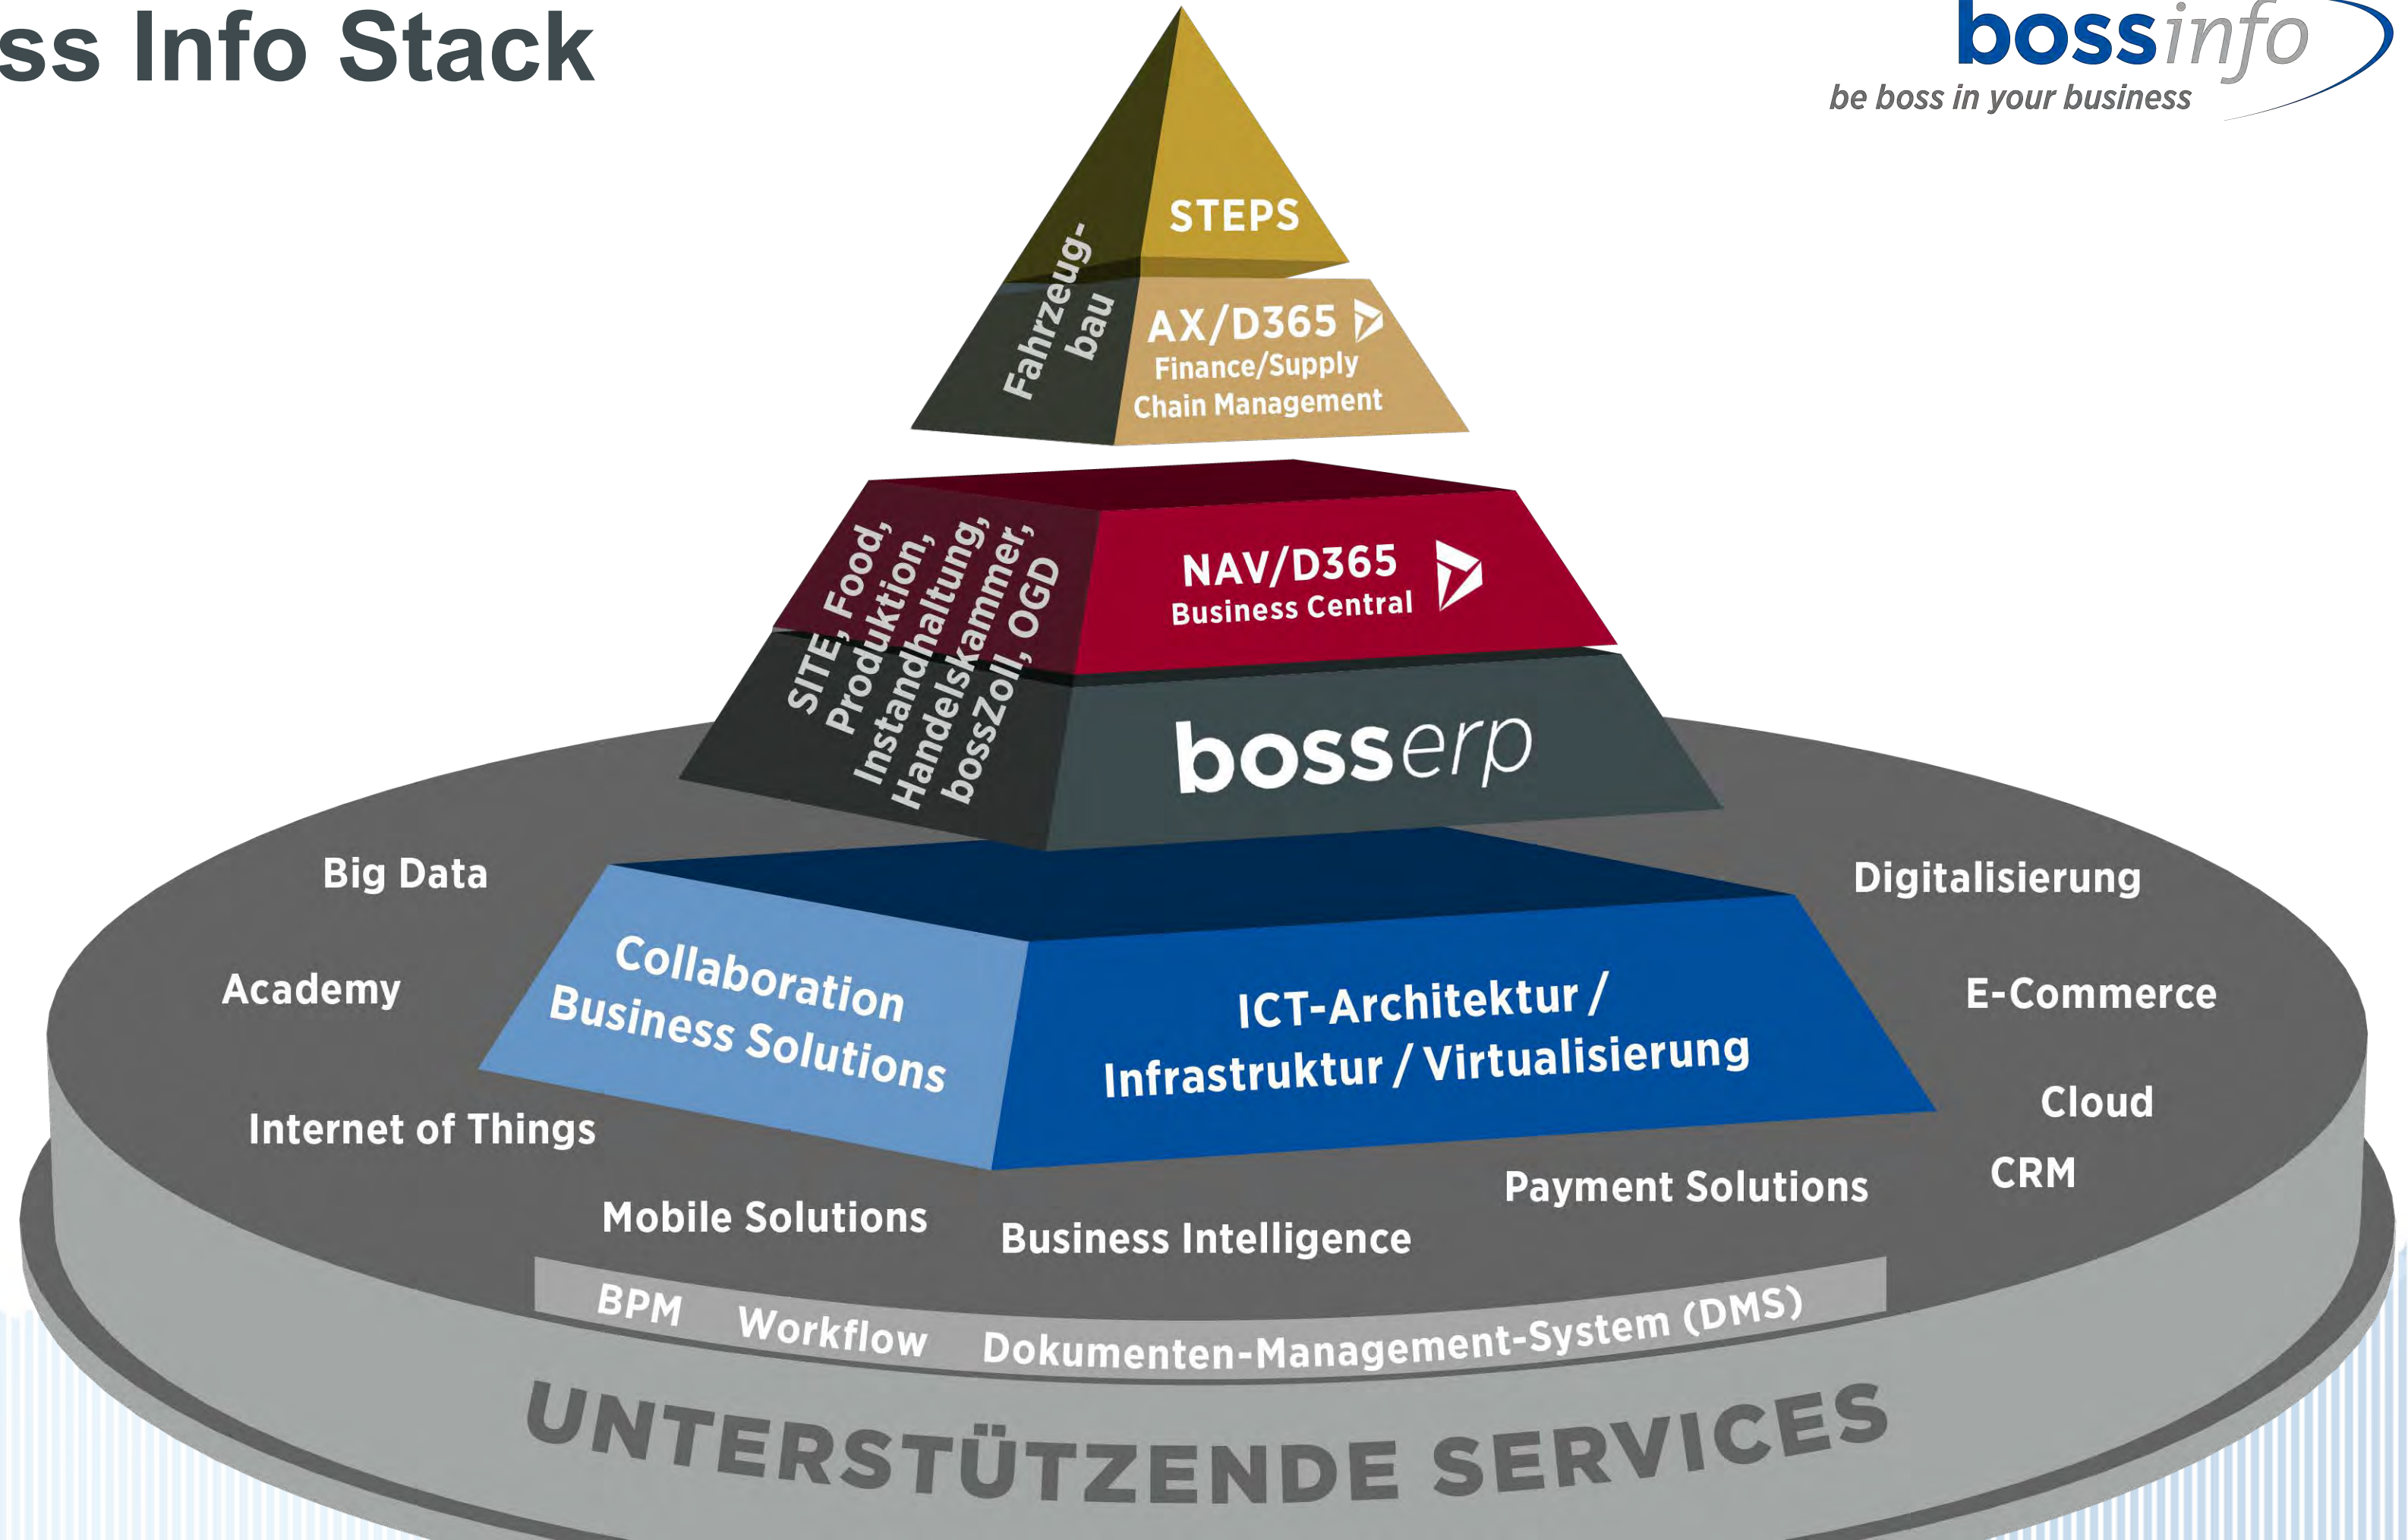 ss Info Stack
bossinfo
be boss in your business
STEPS
Fahrzeug-
bau
AX/D365
Finance/Supply
Chain Management
SITE, Food,
Produktion,
Instandhaltung,
Handelskammer,
bossZoll, OGD
NAV/D365
Business Central
bosserp
Big Data
Digitalisierung
Collaboration
Business Solutions
ICT-Architektur /
Infrastruktur / Virtualisierung
Academy
E-Commerce
Internet of Things
Cloud
CRM
Mobile Solutions
Business Intelligence
Payment Solutions
BPM Workflow Dokumenten-Management-System (DMS)
UNTERSTÜTZENDE SERVICES